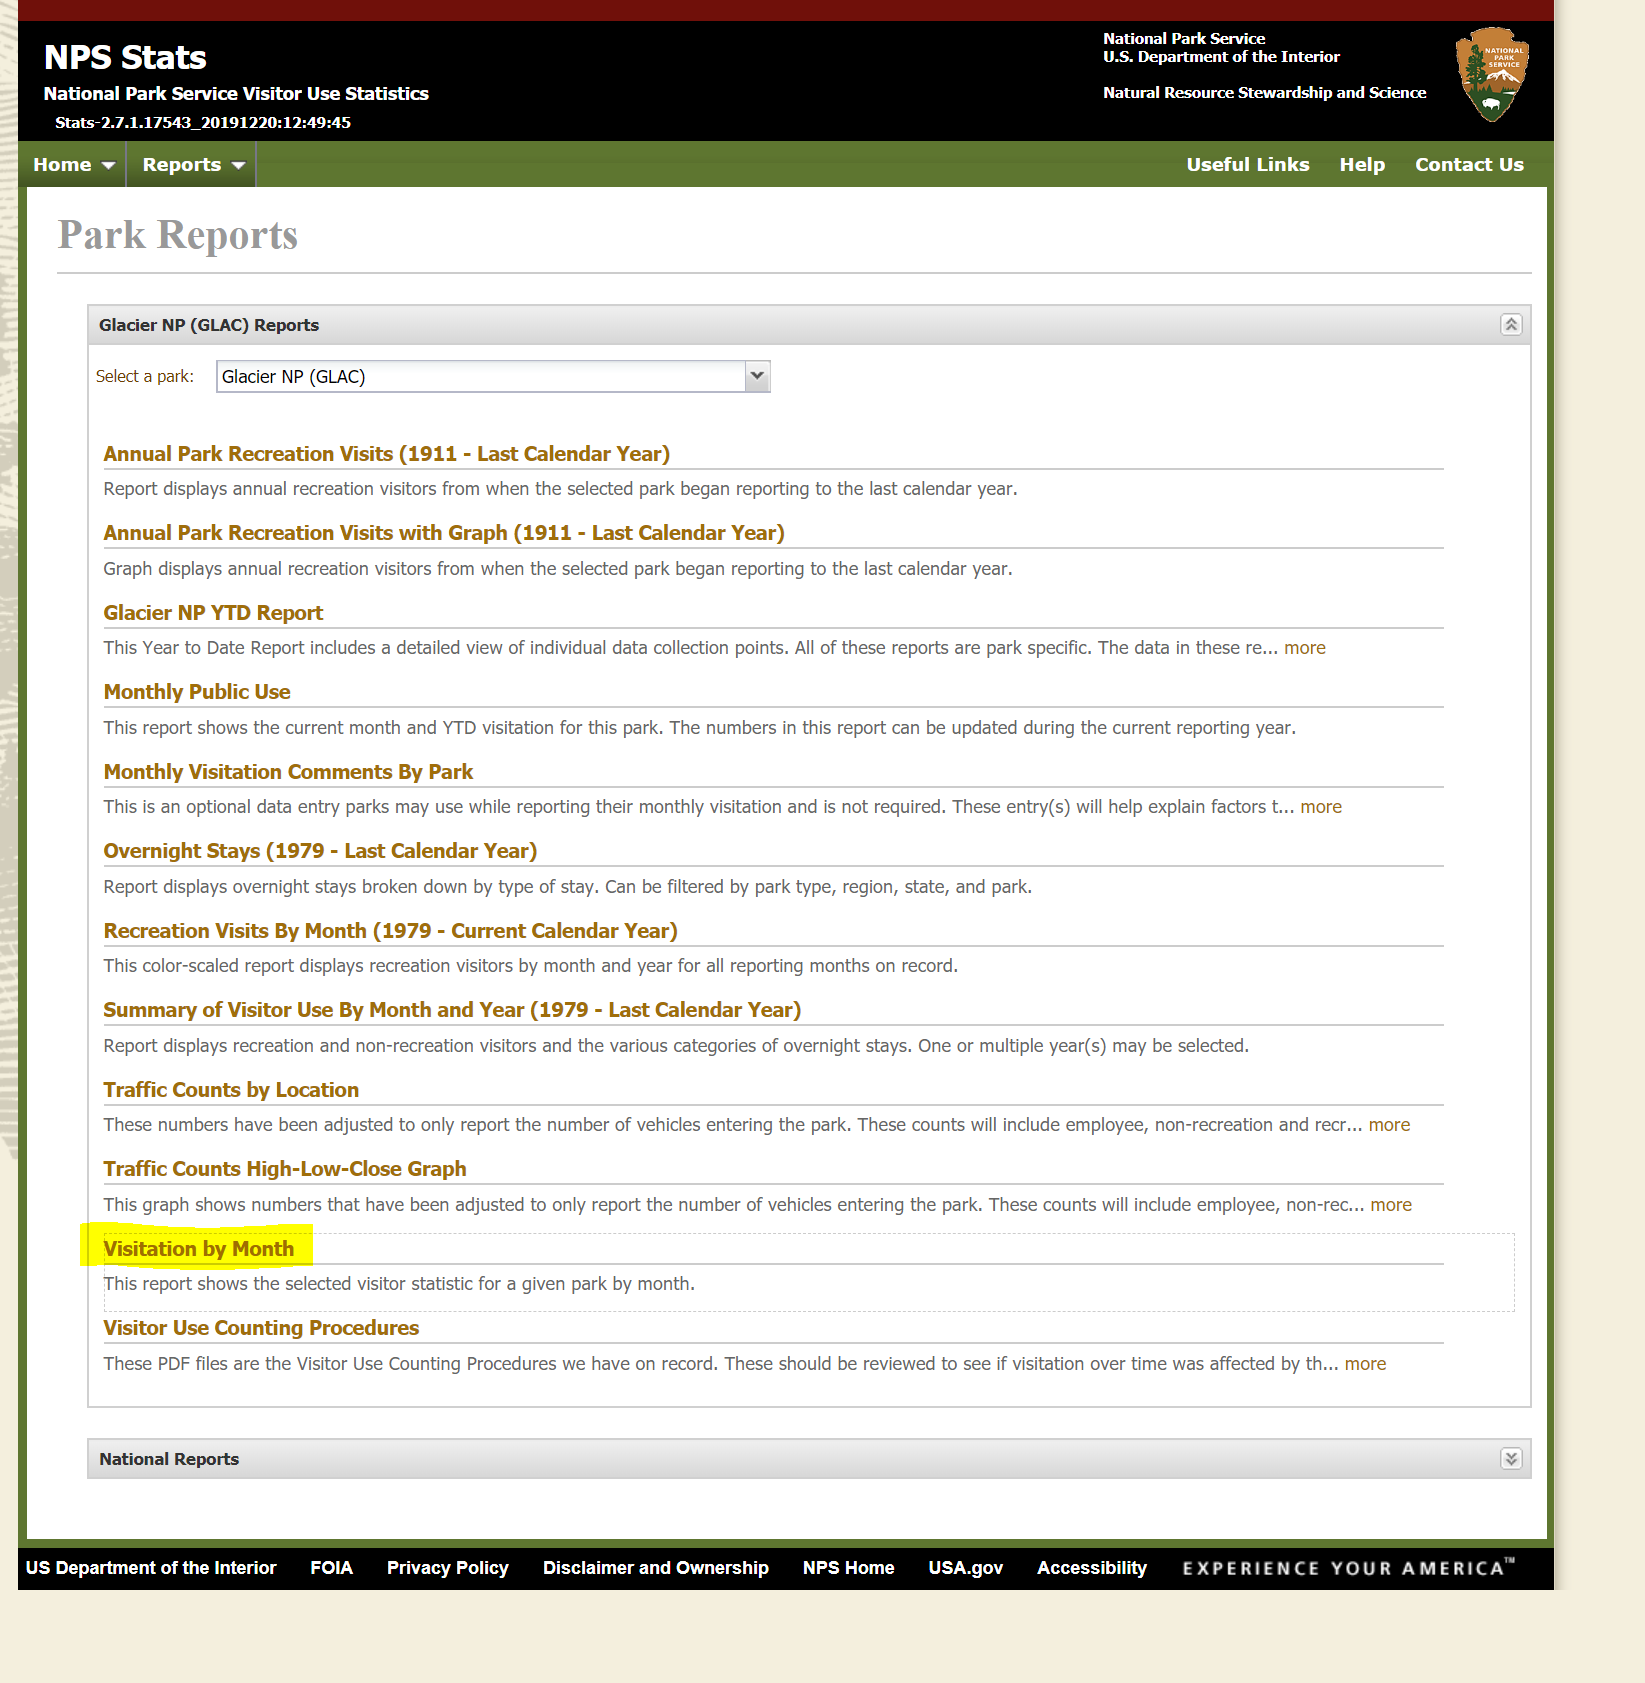 NPS Stats
National Park Service Visitor Use Statistics
Stats-2.7.1.17543_20191220:12:49:45
National Park Service
U.S. Department of the Interior
Natural Resource Stewardship and Science
NATIONAL
PARK
SERVICE
Home Reports Useful Links Help Contact Us
Park Reports
Glacier NP (GLAC) Reports
Select a park: Glacier NP (GLAC)
Annual Park Recreation Visits (1911 - Last Calendar Year)
Report displays annual recreation visitors from when the selected park began reporting to the last calendar year.
Annual Park Recreation Visits with Graph (1911 - Last Calendar Year)
Graph displays annual recreation visitors from when the selected park began reporting to the last calendar year.
Glacier NP YTD Report
This Year to Date Report includes a detailed view of individual data collection points. All of these reports are park specific. The data in these re... more
Monthly Public Use
This report shows the current month and YTD visitation for this park. The numbers in this report can be updated during the current reporting year.
Monthly Visitation Comments By Park
This is an optional data entry parks may use while reporting their monthly visitation and is not required. These entry(s) will help explain factors t... more
Overnight Stays (1979 - Last Calendar Year)
Report displays overnight stays broken down by type of stay. Can be filtered by park type, region, state, and park.
Recreation Visits By Month (1979 - Current Calendar Year)
This color-scaled report displays recreation visitors by month and year for all reporting months on record.
Summary of Visitor Use By Month and Year (1979 - Last Calendar Year)
Report displays recreation and non-recreation visitors and the various categories of overnight stays. One or multiple year(s) may be selected.
Traffic Counts by Location
These numbers have been adjusted to only report the number of vehicles entering the park. These counts will include employee, non-recreation and recr... more
Traffic Counts High-Low-Close Graph
This graph shows numbers that have been adjusted to only report the number of vehicles entering the park. These counts will include employee, non-rec... more
Visitation by Month
This report shows the selected visitor statistic for a given park by month.
Visitor Use Counting Procedures
These PDF files are the Visitor Use Counting Procedures we have on record. These should be reviewed to see if visitation over time was affected by th... more
National Reports
US Department of the Interior FOIA Privacy Policy Disclaimer and Ownership NPS Home USA.gov Accessibility EXPERIENCE YOUR AMERICA™